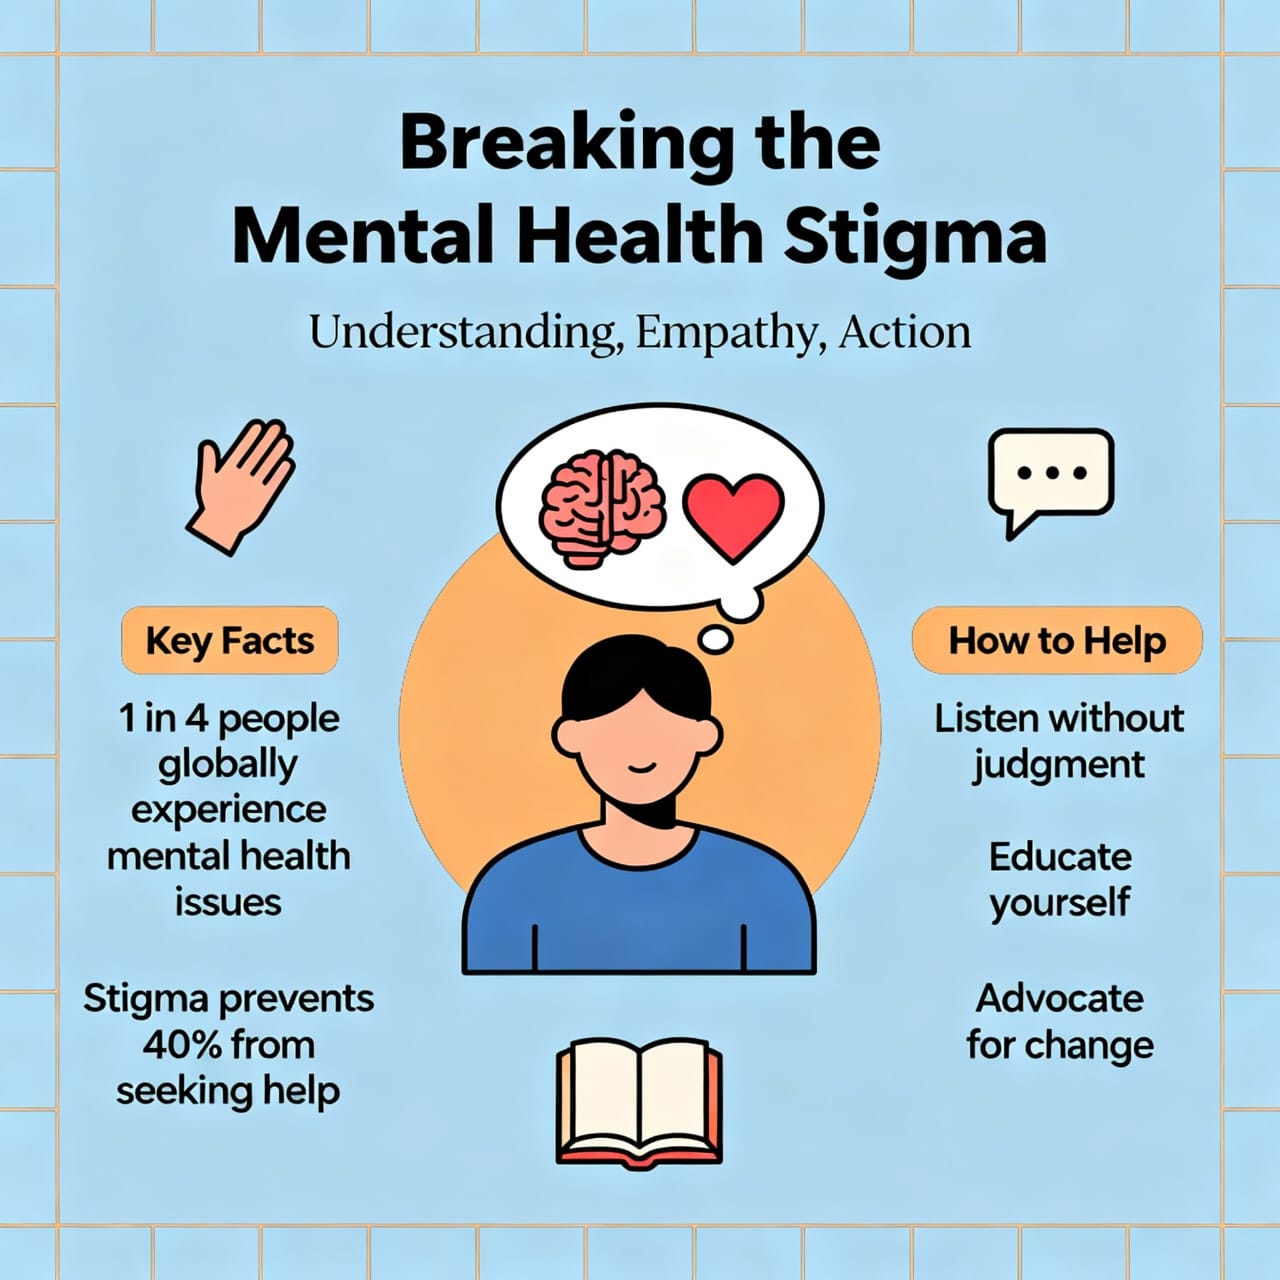 Breaking the
Mental Health Stigma
Understanding, Empathy, Action
Key Facts
1 in 4 people
globally
experience
mental health
issues
Stigma prevents
40% from
seeking help
How to Help
Listen without
judgment
Educate
yourself
Advocate
for change